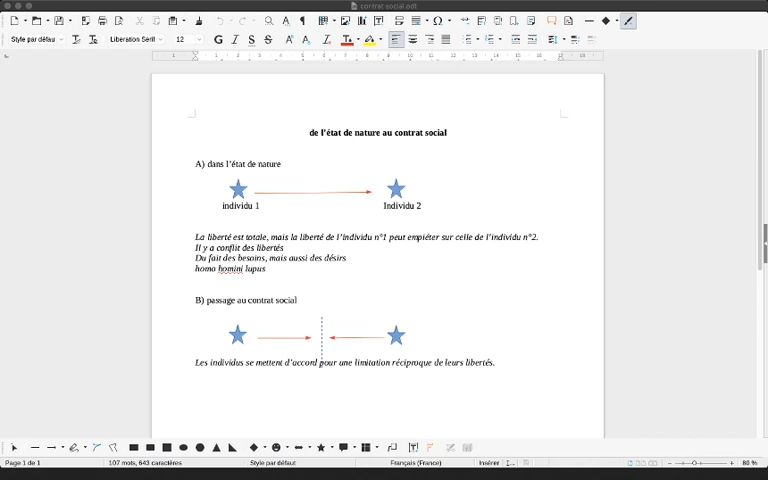 contrat social.odt
Style par défau
Liberation Serif
12
G I S S
de l'état de nature au contrat social
A) dans l'état de nature
individu 1
Individu 2
La liberté est totale, mais la liberté de l'individu n°1 peut empiéter sur celle de l'individu n°2.
Il y a conflit des libertés
Du fait des besoins, mais aussi des désirs
homo homini lupus
B) passage au contrat social
Les individus se mettent d'accord pour une limitation réciproque de leurs libertés.
Page 1 de 1
107 mots, 643 caractères
Style par défaut
Français (France)
Insérer
80 %